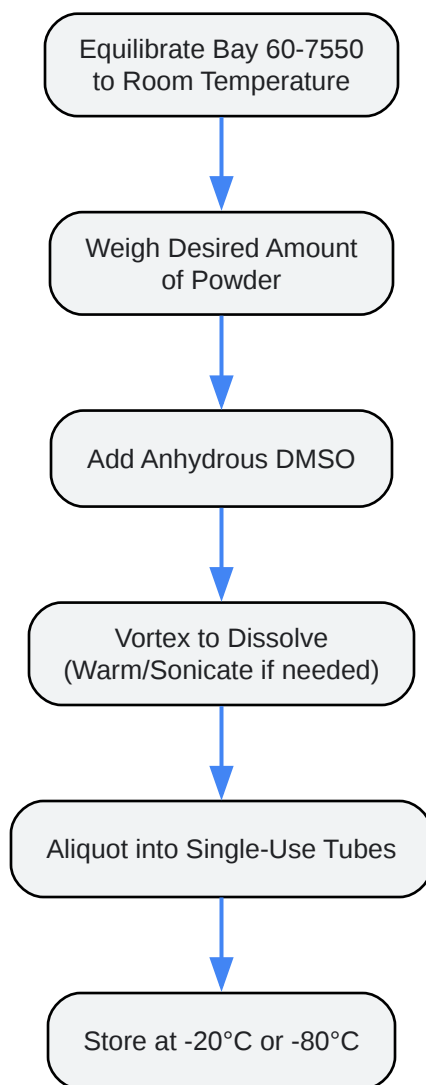 Equilibrate Bay 60-7550
to Room Temperature
Weigh Desired Amount
of Powder
Add Anhydrous DMSO
Vortex to Dissolve
(Warm/Sonicate if needed)
Aliquot into Single-Use Tubes
Store at -20°C or -80°C